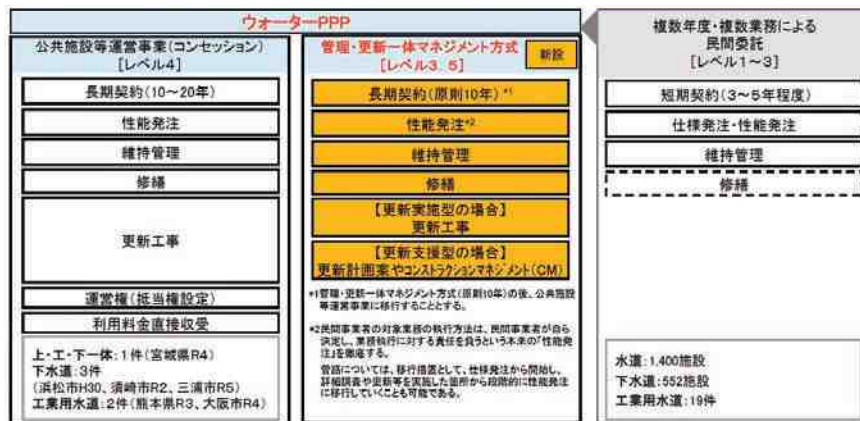 ウォーターPPP
公共施設等運営事業(コンセッション)
[レベル4]
長期契約(10～20年)
性能発注
維持管理
修繕
更新工事
運営権(抵当権設定)
利用料金直接収受
上・工・下一体:1件(宮城県R4)
下水道:3件
(浜松市H30、須崎市R2、三浦市R5)
工業用水道:2件(熊本県R3、大阪市R4)
管理・更新一体マネジメント方式
[レベル3.5]
新設
長期契約(原則10年)*1
性能発注*2
維持管理
修繕
【更新実施型の場合】
更新工事
【更新支援型の場合】
更新計画案やコンストラクションマネジメント(CM)
*1管理・更新一体マネジメント方式(原則10年)の後、公共施設
等運営事業に移行することとする。
*2民間事業者の対象業務の執行方法は、民間事業者が自ら
決定し、業務執行に対する責任を負うという本来の「性能発
注」を徹底する。
管路については、移行措置として、仕様発注から開始し、
詳細調査や更新等を実施した箇所から段階的に性能発注
に移行していくことも可能である。
複数年度・複数業務による
民間委託
[レベル1～3]
短期契約(3～5年程度)
仕様発注・性能発注
維持管理
修繕
水道:1,400施設
下水道:552施設
工業用水道:19件